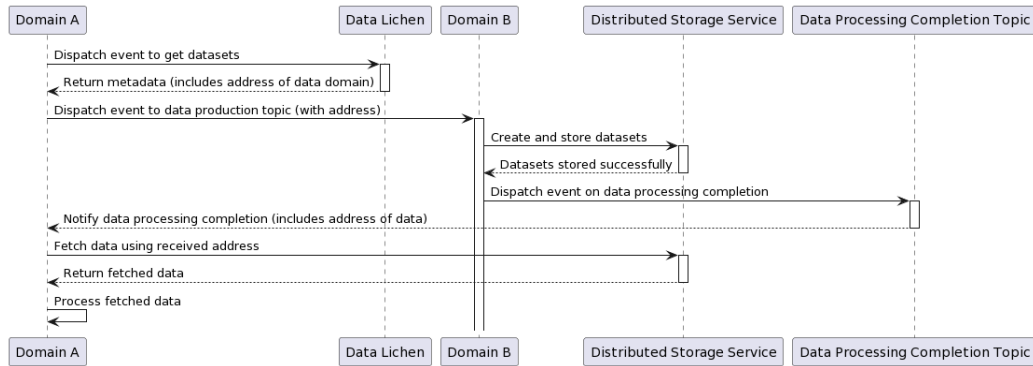 Domain A
Data Lichen
Domain B
Distributed Storage Service
Data Processing Completion Topic
Dispatch event to get datasets
Return metadata (includes address of data domain)
Dispatch event to data production topic (with address)
Create and store datasets
Datasets stored successfully
Dispatch event on data processing completion
Notify data processing completion (includes address of data)
Fetch data using received address
Return fetched data
Process fetched data
Domain A
Data Lichen
Domain B
Distributed Storage Service
Data Processing Completion Topic